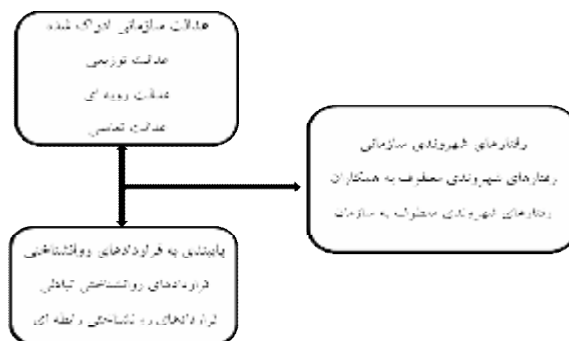 عدالت سازمانی ادراک شده
عدالت توزیعی
عدالت رویه ای
عدالت تعاملی
رفتارهای شهروندی سازمانی
رفتارهای شهروندی معطوف به همکاران
رفتارهای شهروندی معطوف به سازمان
پایبندی به قراردادهای روانشناختی
قراردادهای روانشناختی تبادلی
قراردادهای روانشناختی رابطه ای